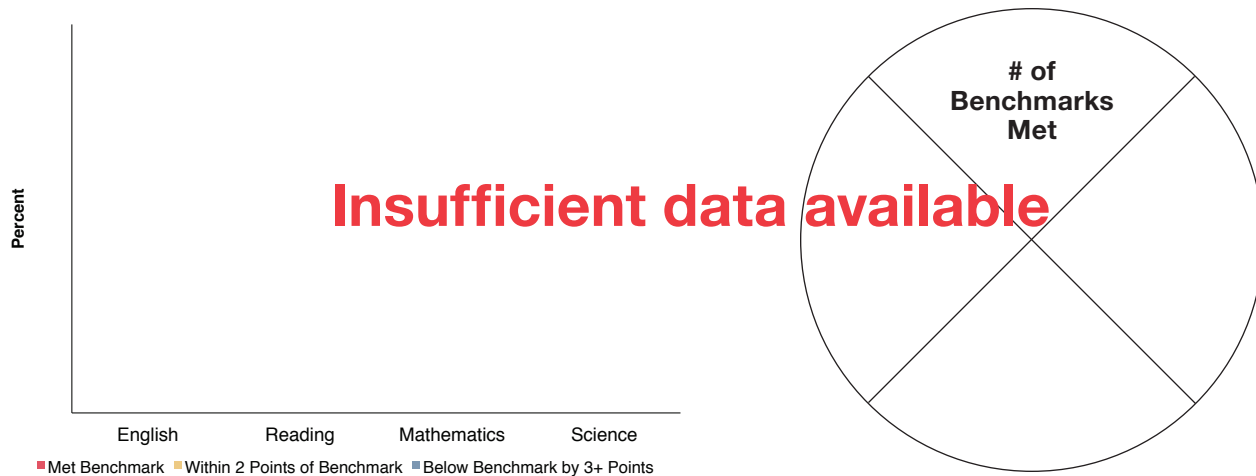 # of
Benchmarks
Met
Percent
Insufficient data available
English Reading Mathematics Science
Met Benchmark Within 2 Points of Benchmark Below Benchmark by 3+ Points